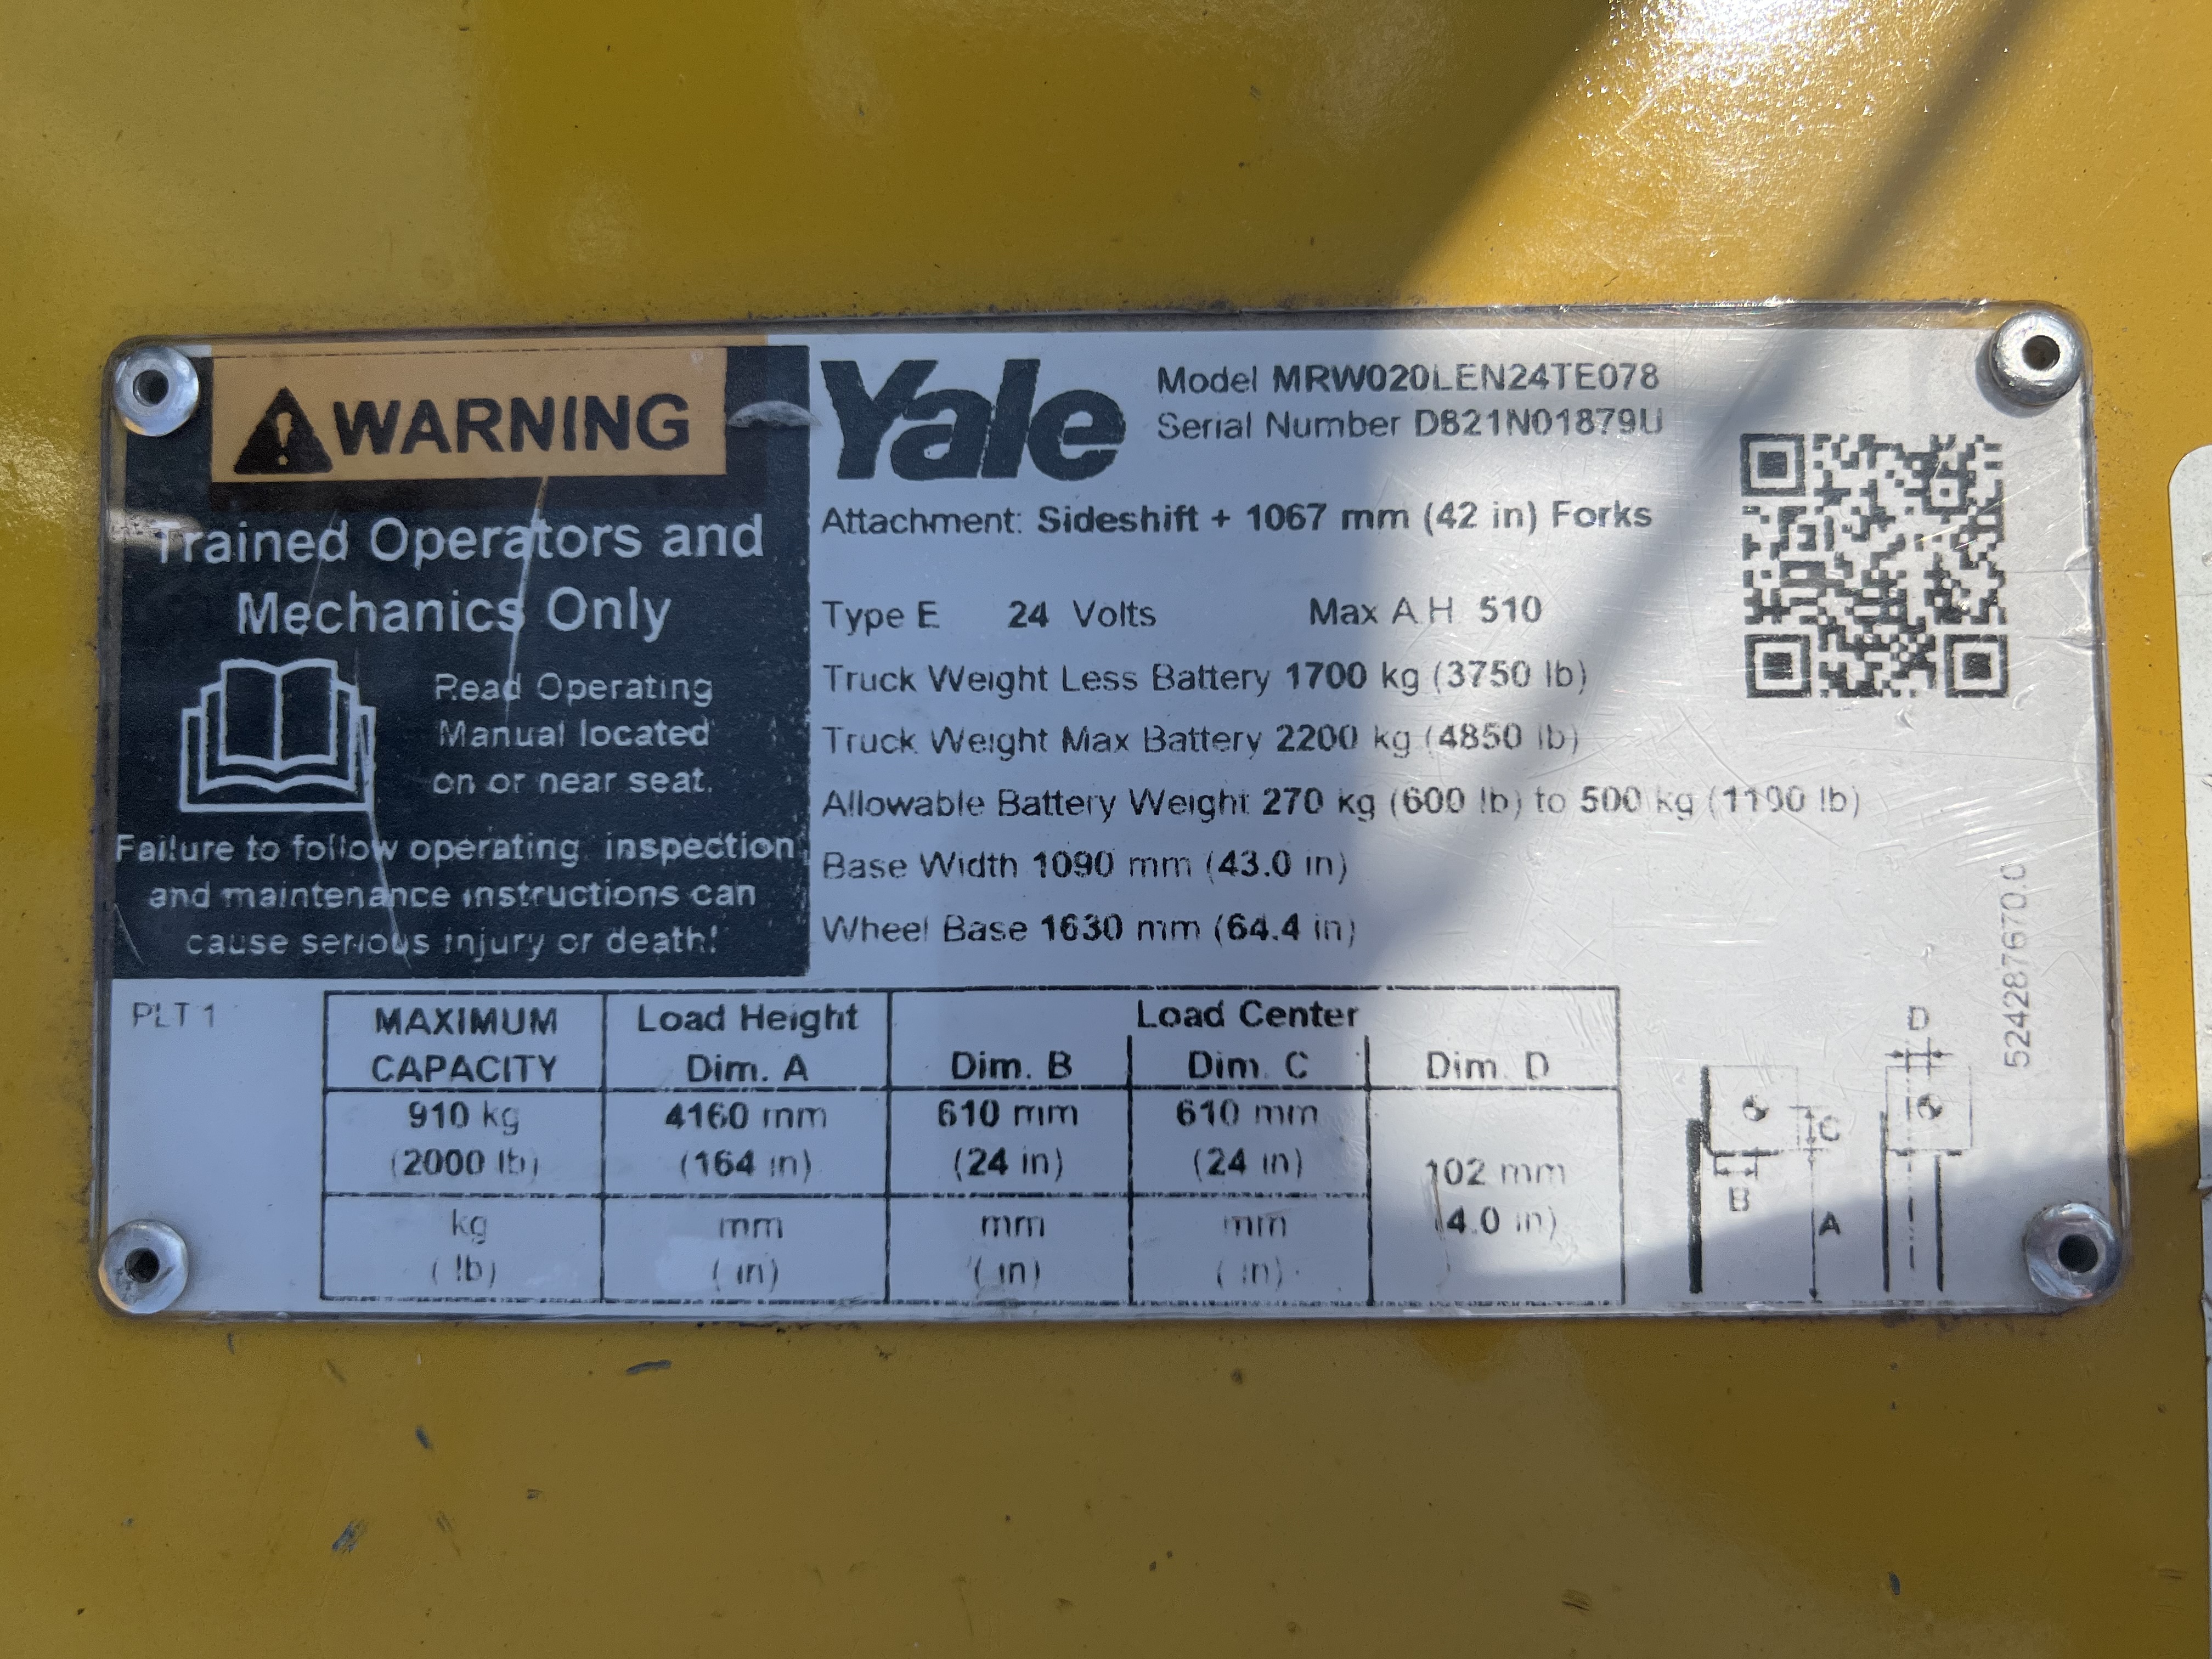 WARNING
Trained Operators and
Mechanics Only
Read Operating
Manual located
on or near seat.
Failure to follow operating, inspection,
and maintenance instructions can
cause serious injury or death!
Yale
Model MRW020LEN24TE078
Serial Number D821N01879U
Attachment: Sideshift + 1067 mm (42 in) Forks
Type E 24 Volts Max A.H. 510
Truck Weight Less Battery 1700 kg (3750 lb)
Truck Weight Max Battery 2200 kg (4850 lb)
Allowable Battery Weight 270 kg (600 lb) to 500 kg (1100 lb)
Base Width 1090 mm (43.0 in)
Wheel Base 1630 mm (64.4 in)
524287670.0
PLT 1
MAXIMUM CAPACITY Load Height Dim. A Load Center
Dim. B Dim. C Dim. D
910 kg 4160 mm 610 mm 610 mm
(2000 lb) (164 in) (24 in) (24 in)
102 mm
(4.0 in)
kg mm mm mm
( lb) ( in) ( in) ( in)
D
C
B
A